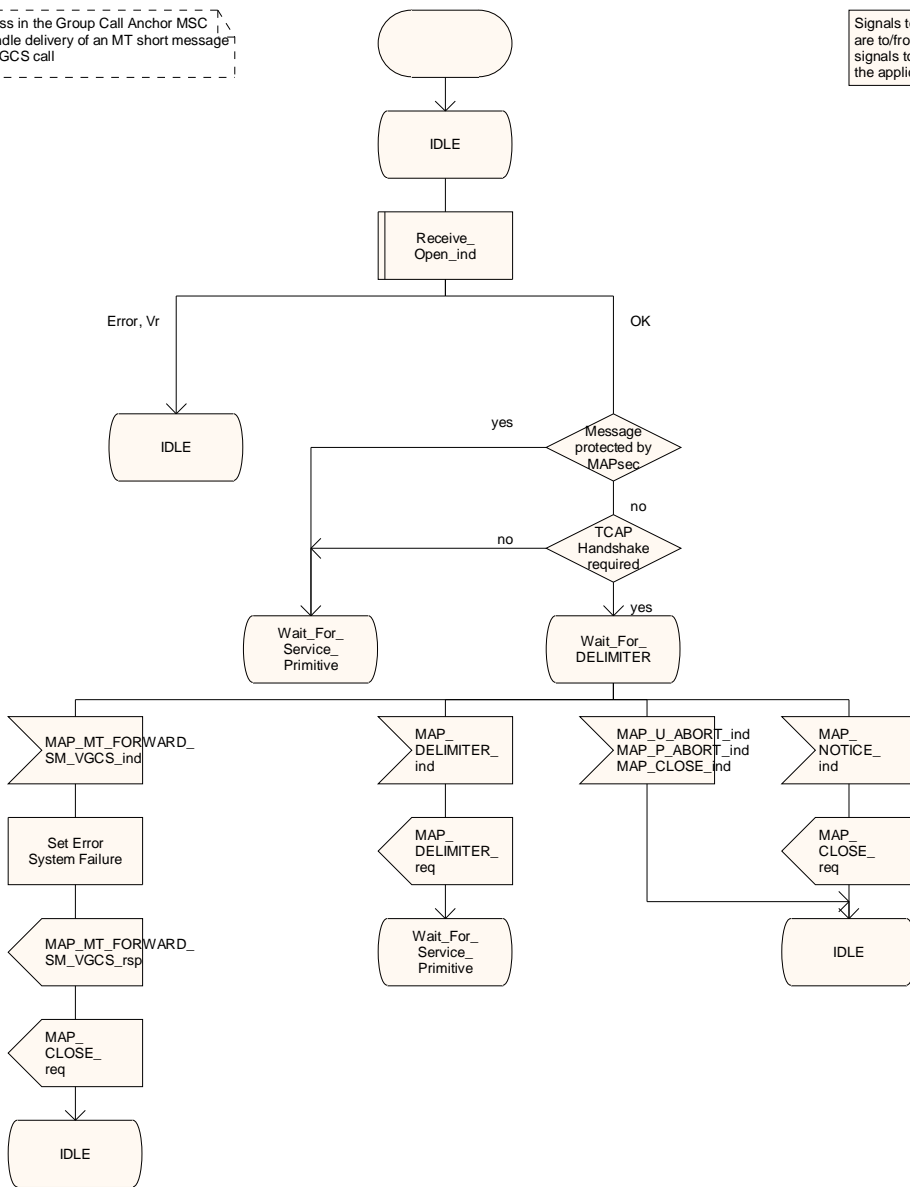 ss in the Group Call Anchor MSC
ndle delivery of an MT short message
GCS call
Signals t
are to/fro
signals to
the applic
IDLE
Receive_
Open_ind
Error, Vr
OK
IDLE
yes
Message
protected by
MAPsec
no
no
TCAP
Handshake
required
yes
Wait_For_
Service_
Primitive
Wait_For_
DELIMITER
MAP_MT_FORWARD_
SM_VGCS_ind
MAP_
DELIMITER_
ind
MAP_U_ABORT_ind
MAP_P_ABORT_ind
MAP_CLOSE_ind
MAP_
NOTICE_
ind
Set Error
System Failure
MAP_
DELIMITER_
req
MAP_
CLOSE_
req
MAP_MT_FORWARD_
SM_VGCS_rsp
Wait_For_
Service_
Primitive
IDLE
MAP_
CLOSE_
req
IDLE